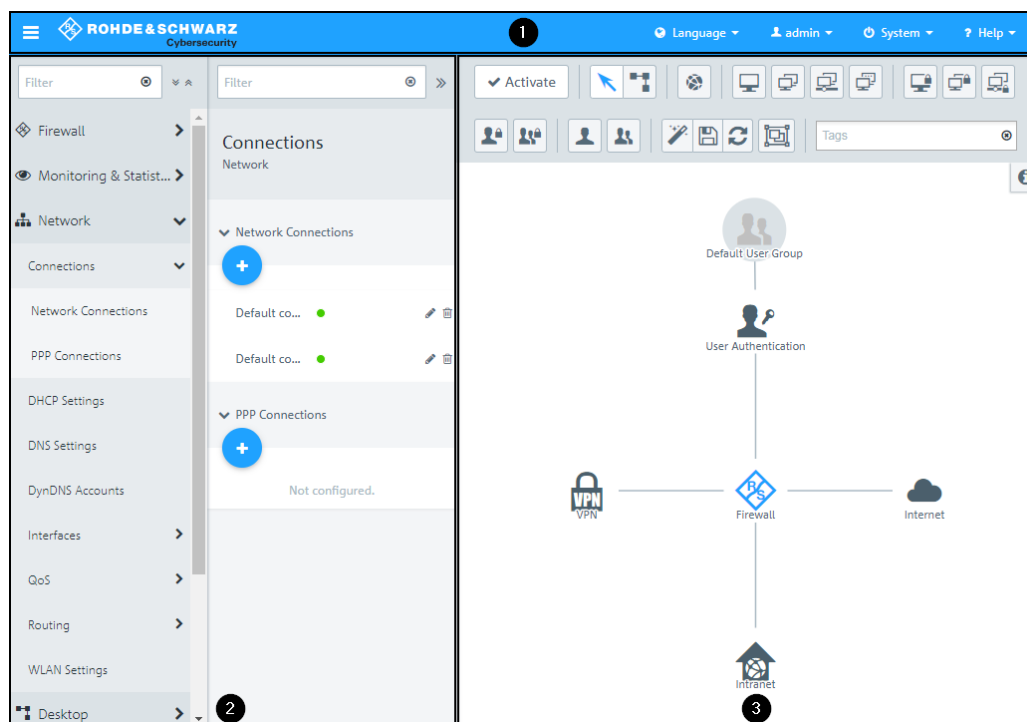 R S ROHDE&SCHWARZ
Cybersecurity
1
Language
admin
System
? Help
Filter
Firewall
Monitoring & Statist...
Network
Connections
Network Connections
PPP Connections
DHCP Settings
DNS Settings
DynDNS Accounts
Interfaces
QoS
Routing
WLAN Settings
Desktop
Filter
Connections
Network
Network Connections
+
Default co...
Default co...
PPP Connections
+
Not configured.
2
Activate
Tags
Default User Group
User Authentication
VPN
VPN
R S
Firewall
Internet
Intranet
3